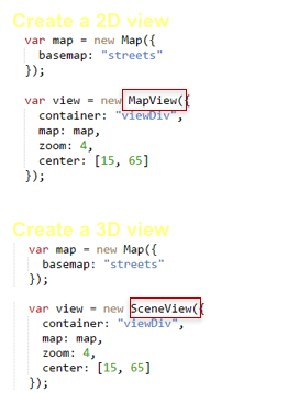 Create a 2D view
var map = new Map({
basemap: "streets"
});
var view = new MapView({
container: "viewDiv",
map: map,
zoom: 4,
center: [15, 65]
});
Create a 3D view
var map = new Map({
basemap: "streets"
});
var view = new SceneView({
container: "viewDiv",
map: map,
zoom: 4,
center: [15, 65]
});